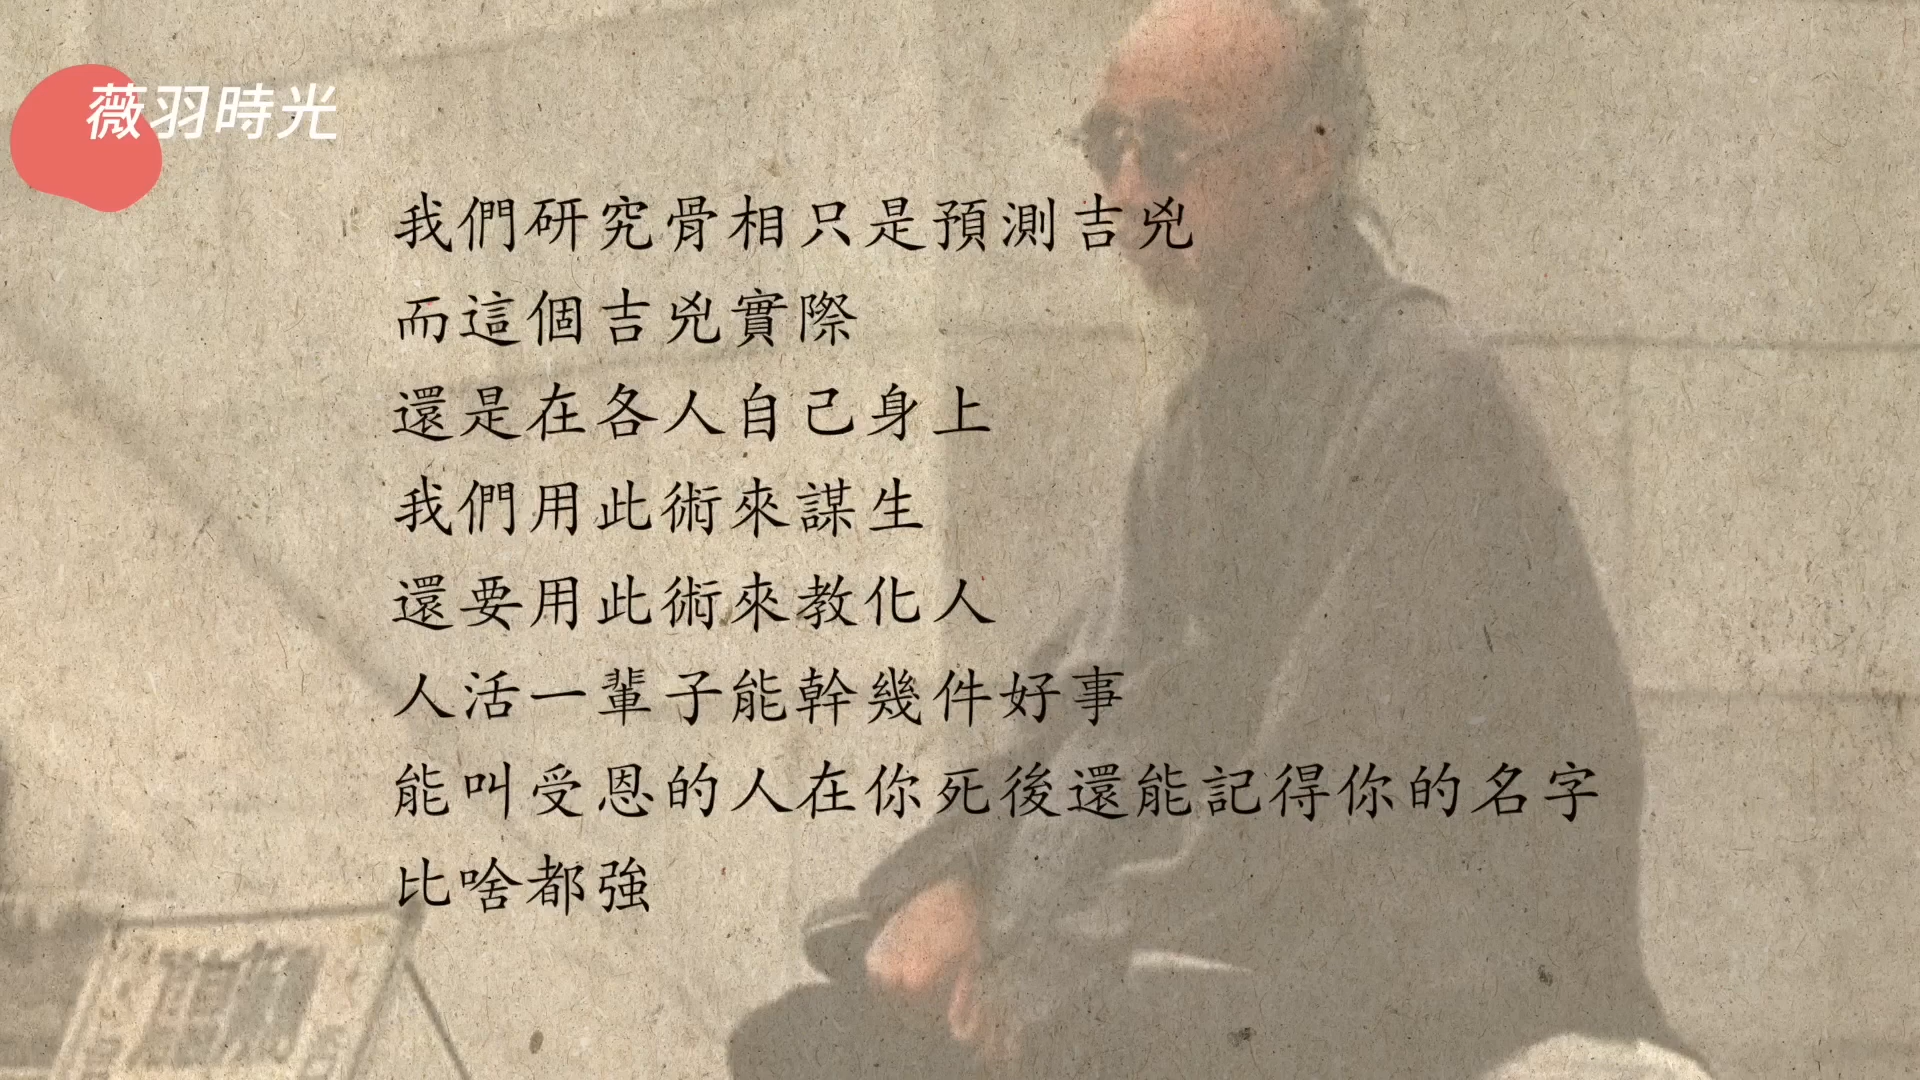 薇羽時光
我們研究骨相只是預測吉兇
而這個吉兇實際
還是在各人自己身上
我們用此術來謀生
還要用此術來教化人
人活一輩子能幹幾件好事
能叫受恩的人在你死後還能記得你的名字
比啥都強